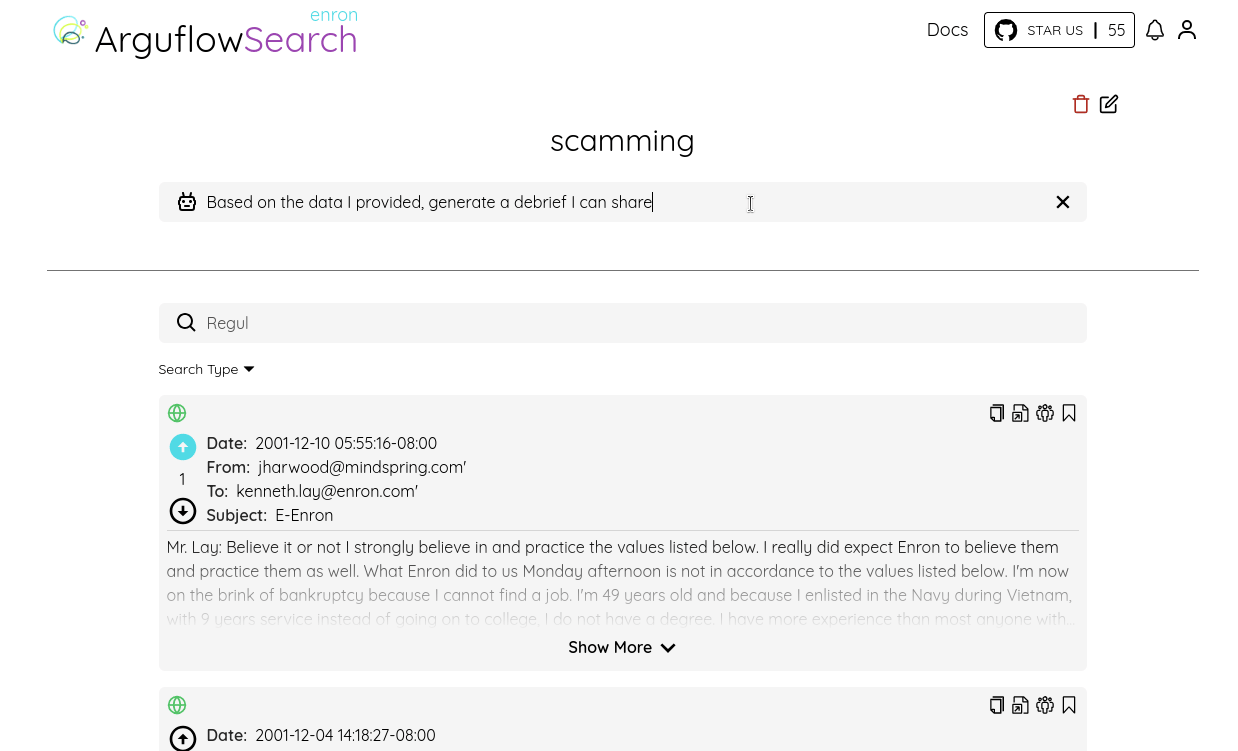 enron
ArguflowSearch
Docs
STAR US | 55
scamming
Based on the data I provided, generate a debrief I can share
Regul
Search Type
Date: 2001-12-10 05:55:16-08:00
From: jharwood@mindspring.com'
1
To: kenneth.lay@enron.com'
Subject: E-Enron
Mr. Lay: Believe it or not I strongly believe in and practice the values listed below. I really did expect Enron to believe them
and practice them as well. What Enron did to us Monday afternoon is not in accordance to the values listed below. I'm now
on the brink of bankruptcy because I cannot find a job. I'm 49 years old and because I enlisted in the Navy during Vietnam,
with 9 years service instead of going on to college, I do not have a degree. I have more experience than most anyone with..
Show More
Date: 2001-12-04 14:18:27-08:00